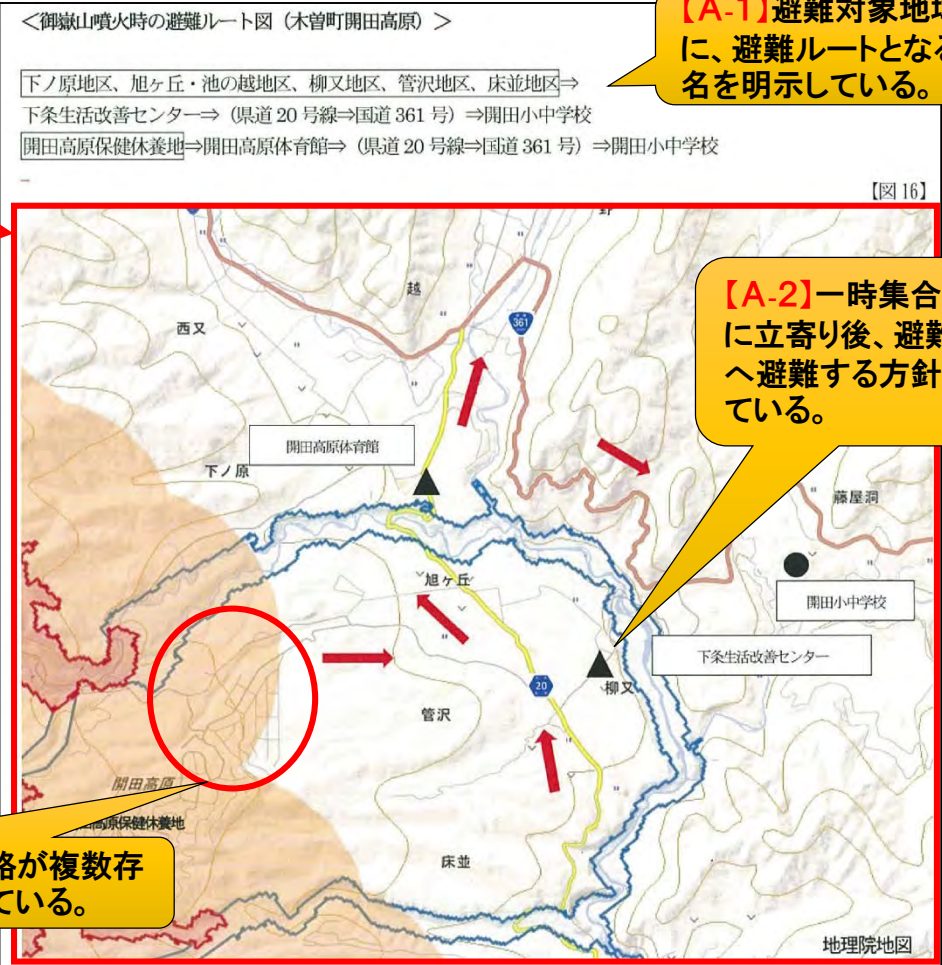 ＜御嶽山噴火時の避難ルート図（木曽町開田高原）＞
【A-1】避難対象地
に、避難ルートとな
名を明示している。
下ノ原地区、旭ヶ丘・池の越地区、柳又地区、管沢地区、床並地区⇒
下条生活改善センター⇒（県道20号線⇒国道361号）⇒開田小中学校
開田高原保健休養地⇒開田高原体育館⇒（県道20号線⇒国道361号）⇒開田小中学校
【図16】
野
越
361
西又
【A-2】一時集合
に立寄り後、避難
へ避難する方針
ている。
開田高原体育館
下ノ原
藤屋洞
旭ヶ丘
開田小中学校
下条生活改善センター
20
柳又
管沢
開田高原
高原保健休養地
路が複数存
ている。
床並
地理院地図